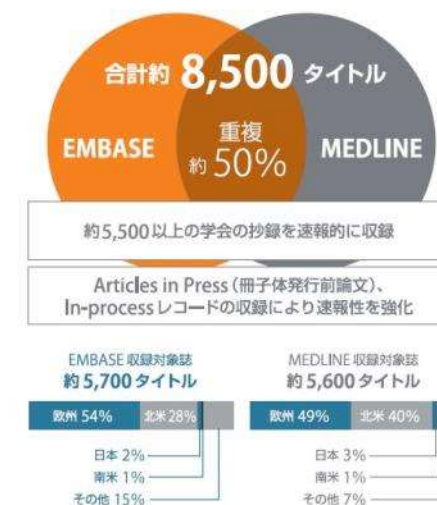 合計約 8,500 タイトル
EMBASE
重複
約 50%
MEDLINE
約5,500以上の学会の抄録を速報的に収録
Articles in Press（冊子体発行前論文）、
In-processレコードの収録により速報性を強化
EMBASE 収録対象誌
約 5,700 タイトル
欧州 54% 北米 28%
日本 2%
南米 1%
その他 15%
MEDLINE 収録対象誌
約 5,600 タイトル
欧州 49% 北米 40%
日本 3%
南米 1%
その他 7%